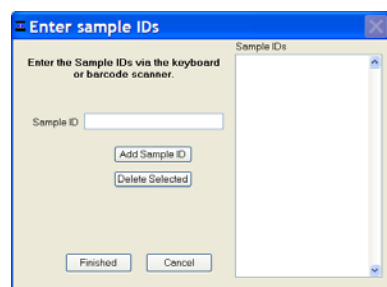 Enter sample IDs
Sample IDs
Enter the Sample IDs via the keyboard
or barcode scanner.
Sample ID
Add Sample ID
Delete Selected
Finished Cancel